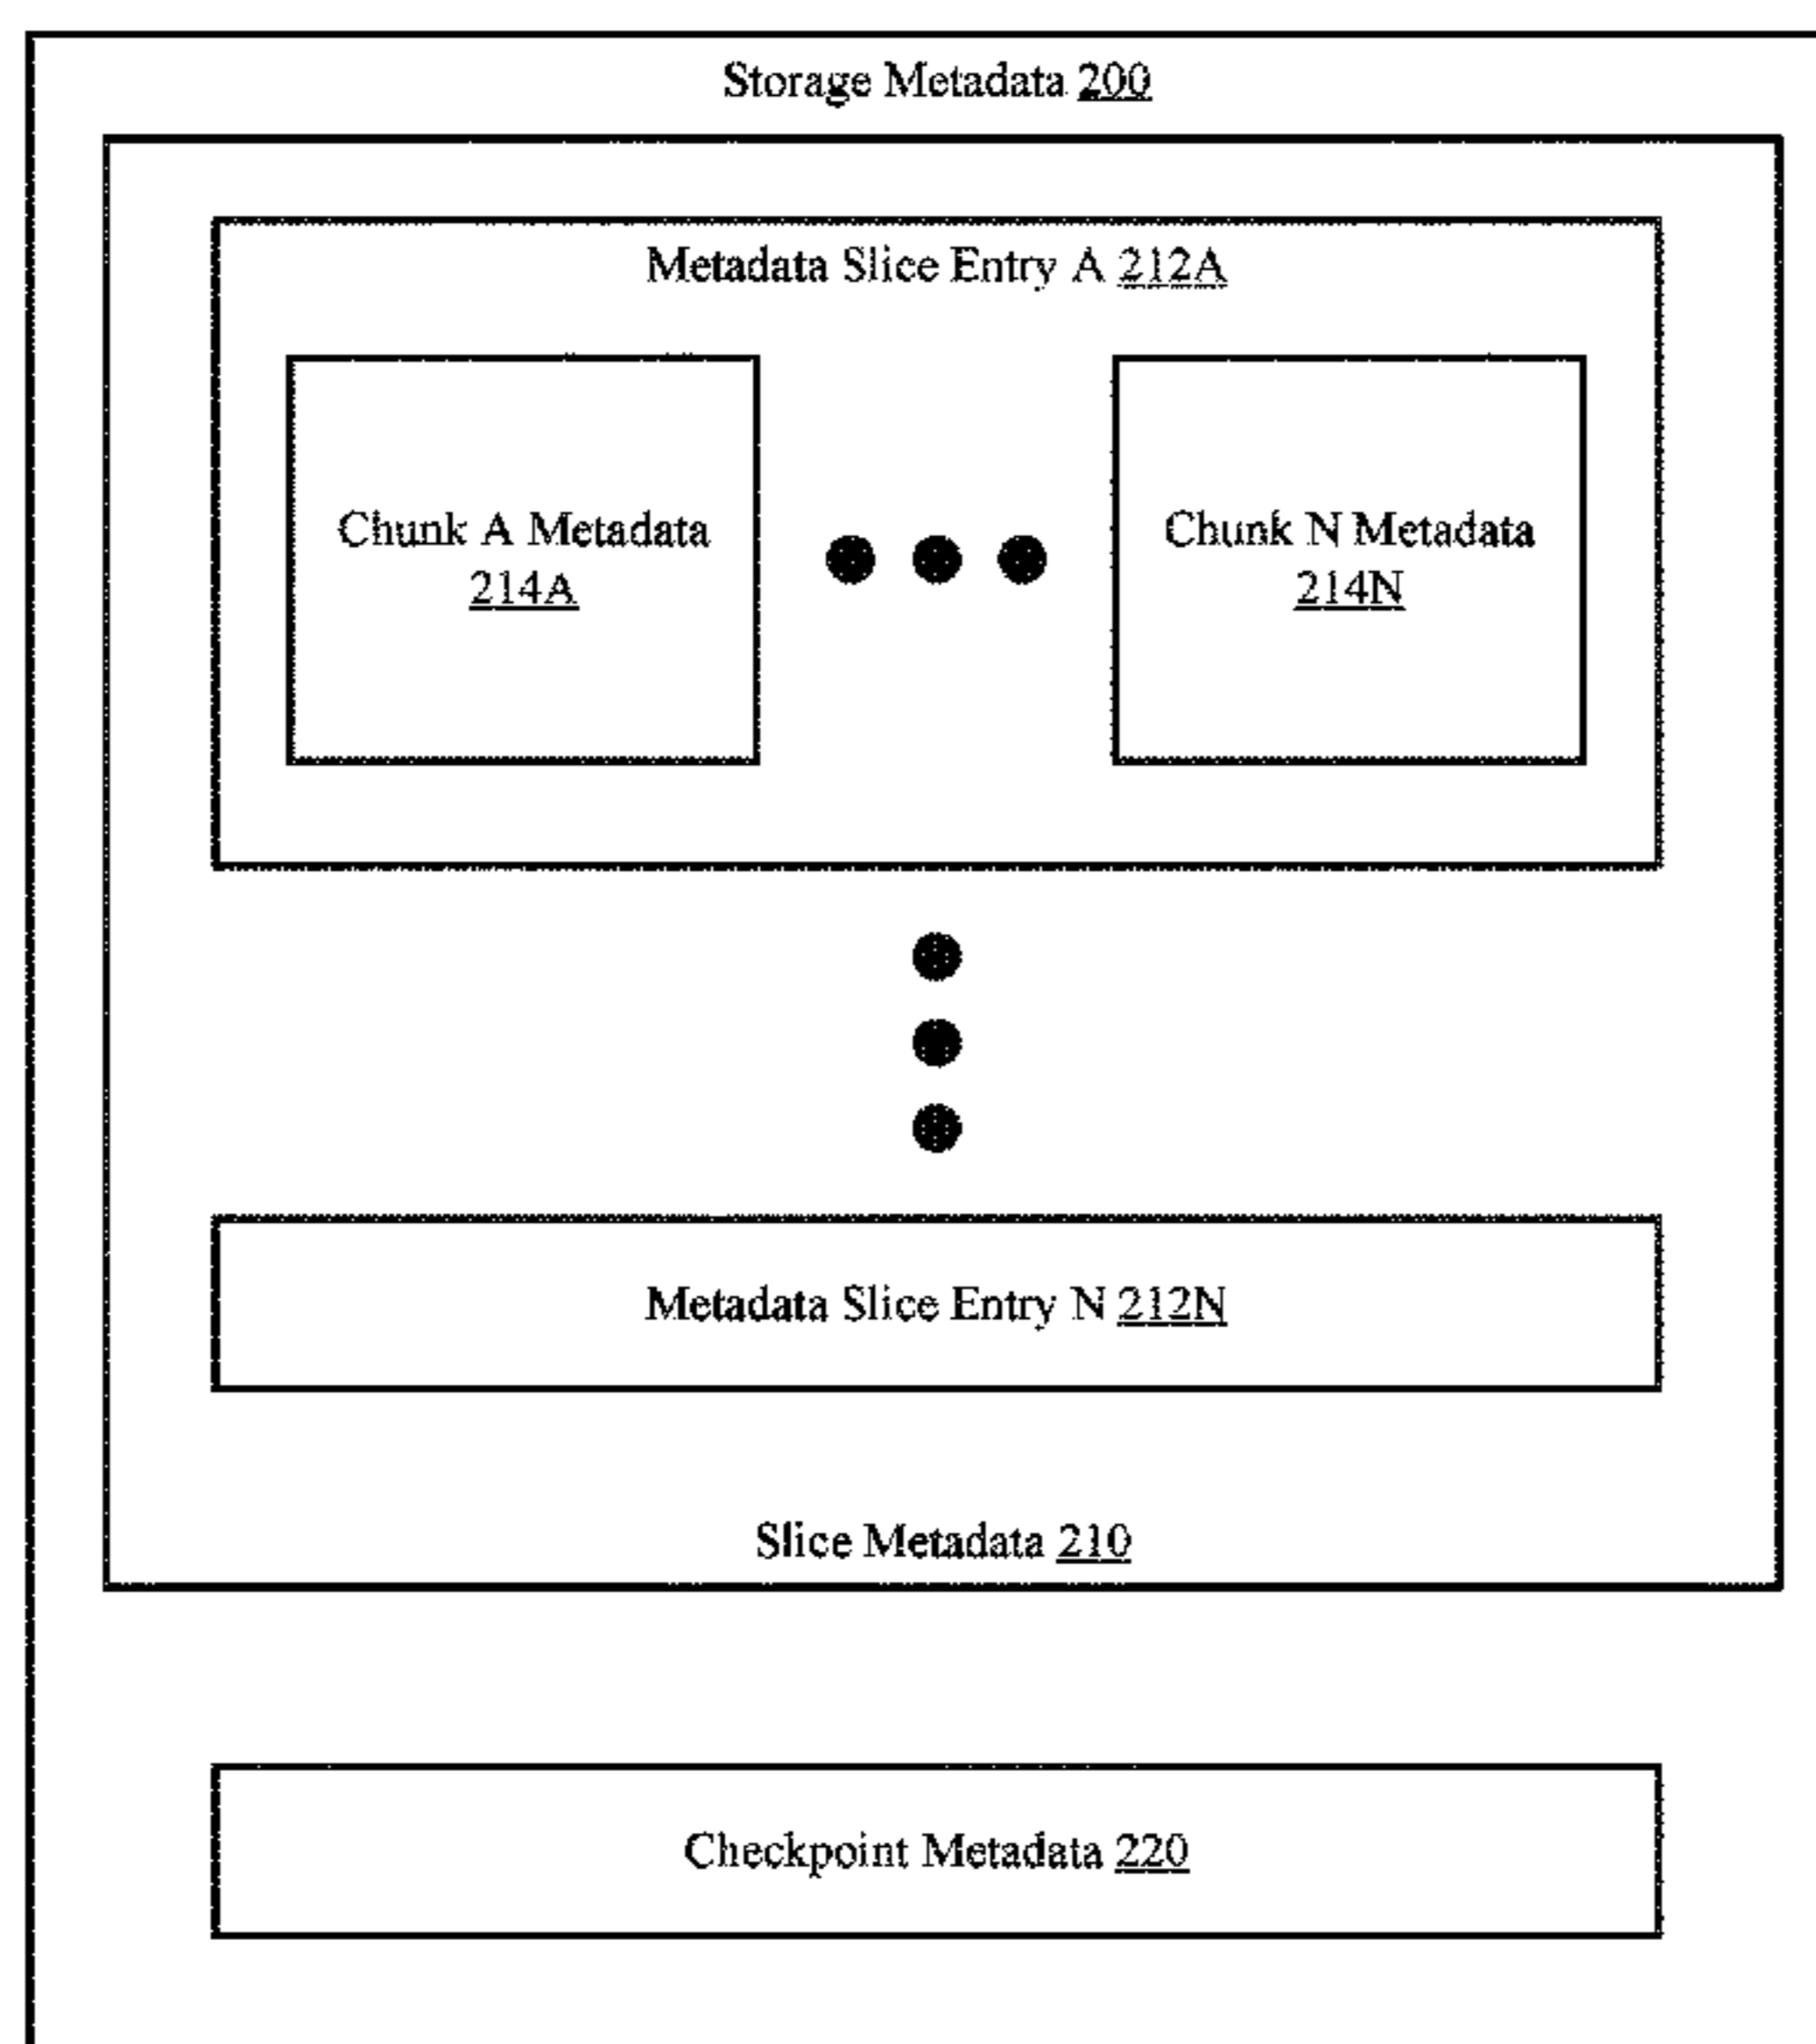 Storage Metadata 200
Metadata Slice Entry A 212A
Chunk A Metadata
214A
Chunk N Metadata
214N
Metadata Slice Entry N 212N
Slice Metadata 210
Checkpoint Metadata 220